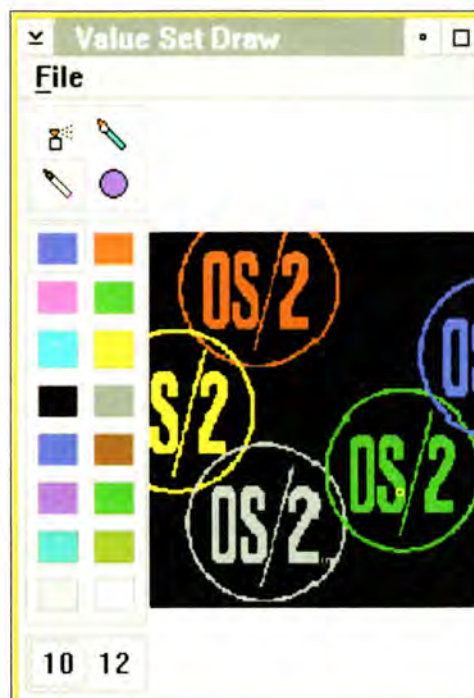 Value Set Draw
File
OS/2
OS
S/2
OS/2
OS/2
10 12